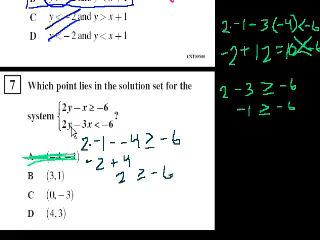 C y < −2 and y > x + 1
D y < −2 and y < x + 1
7 Which point lies in the solution set for the
system { 2y − x ≥ −6
2y − 3x < −6 ?
B (3,1)
C (0,−3)
D (4,3)
2·-1 - -4 ≥ -6
-2 + 4
2 ≥ -6
2·-1-3(-4)<-6
-2+12=10<-6
2 -3 ≥ -6
-1 ≥ -6